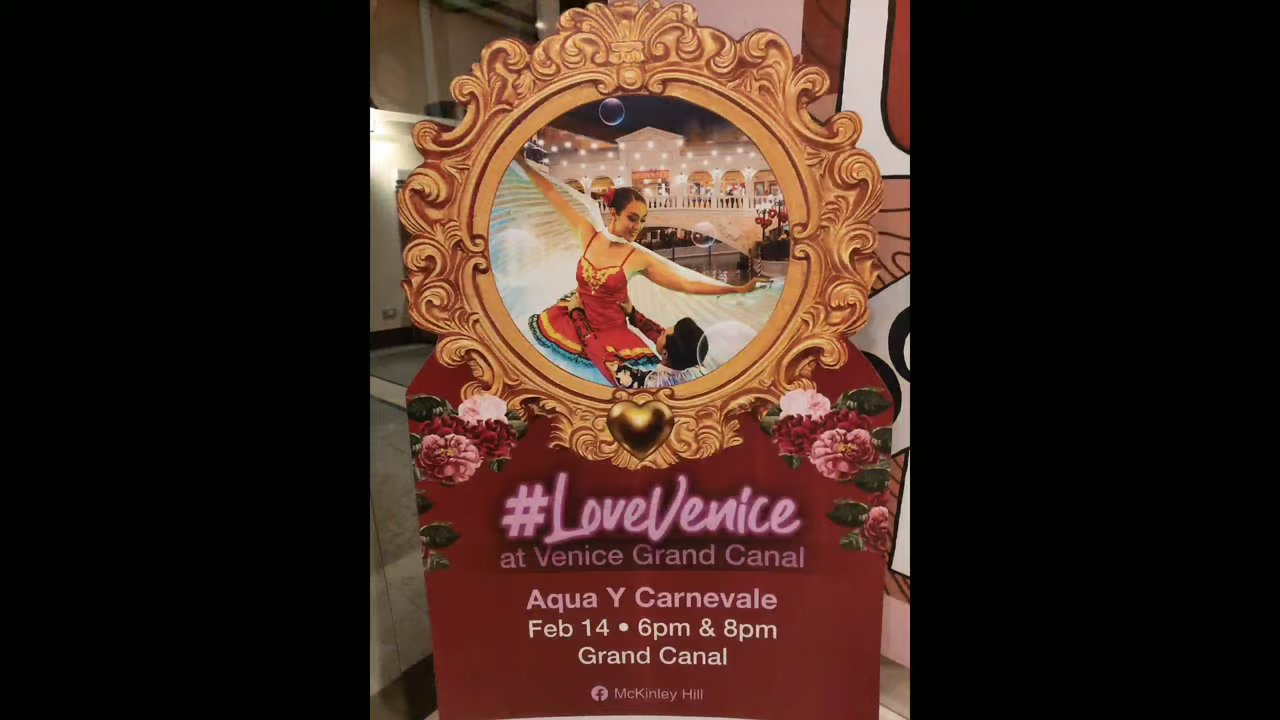 #LoveVenice
at Venice Grand Canal
Aqua Y Carnevale
Feb 14 • 6pm & 8pm
Grand Canal
McKinley Hill